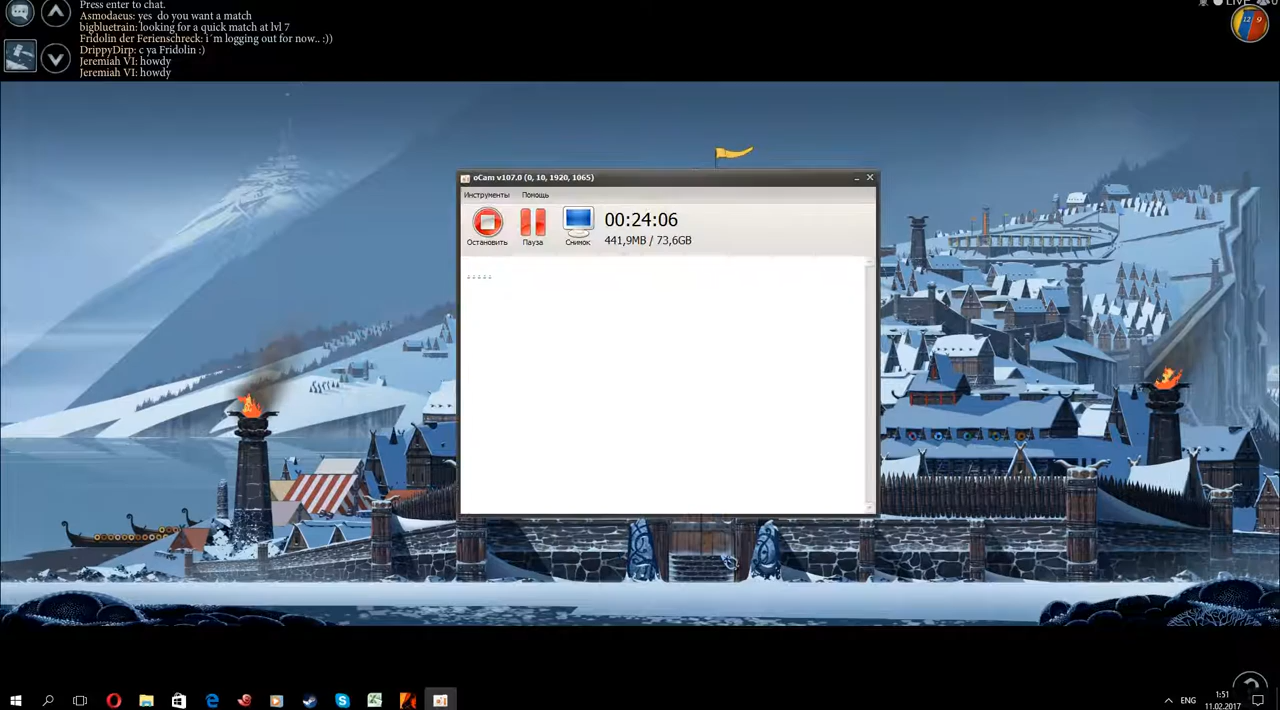 Press enter to chat.
Asmodaeus: yes do you want a match
bigbluetrain: looking for a quick match at lvl 7
Fridolin der Ferienschreck: i´m logging out for now.. :))
DrippyDirp: c ya Fridolin :)
Jeremiah VI: howdy
Jeremiah VI: howdy
LIVE
12 9
oCam v107.0 (0, 10, 1920, 1065)
Инструменты Помощь
00:24:06
441,9MB / 73,6GB
Остановить Пауза Снимок
ENG
1:51
11.02.2017